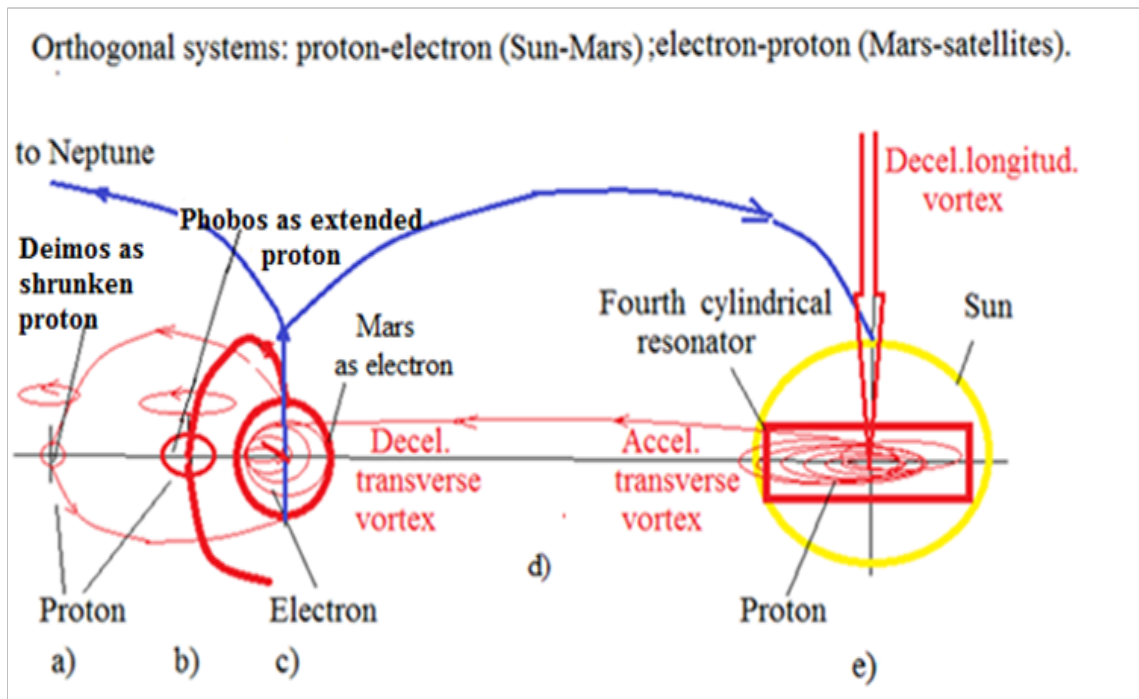 Orthogonal systems: proton-electron (Sun-Mars) ;electron-proton (Mars-satellites).
to Neptune
Decel.longitud.
vortex
Phobos as extended
proton
Deimos as
shrunken
proton
Mars
as electron
Fourth cylindrical
resonator
Sun
Decel.
transverse
vortex
Accel.
transverse
vortex
d)
Proton
Electron
Proton
a)
b)
c)
e)